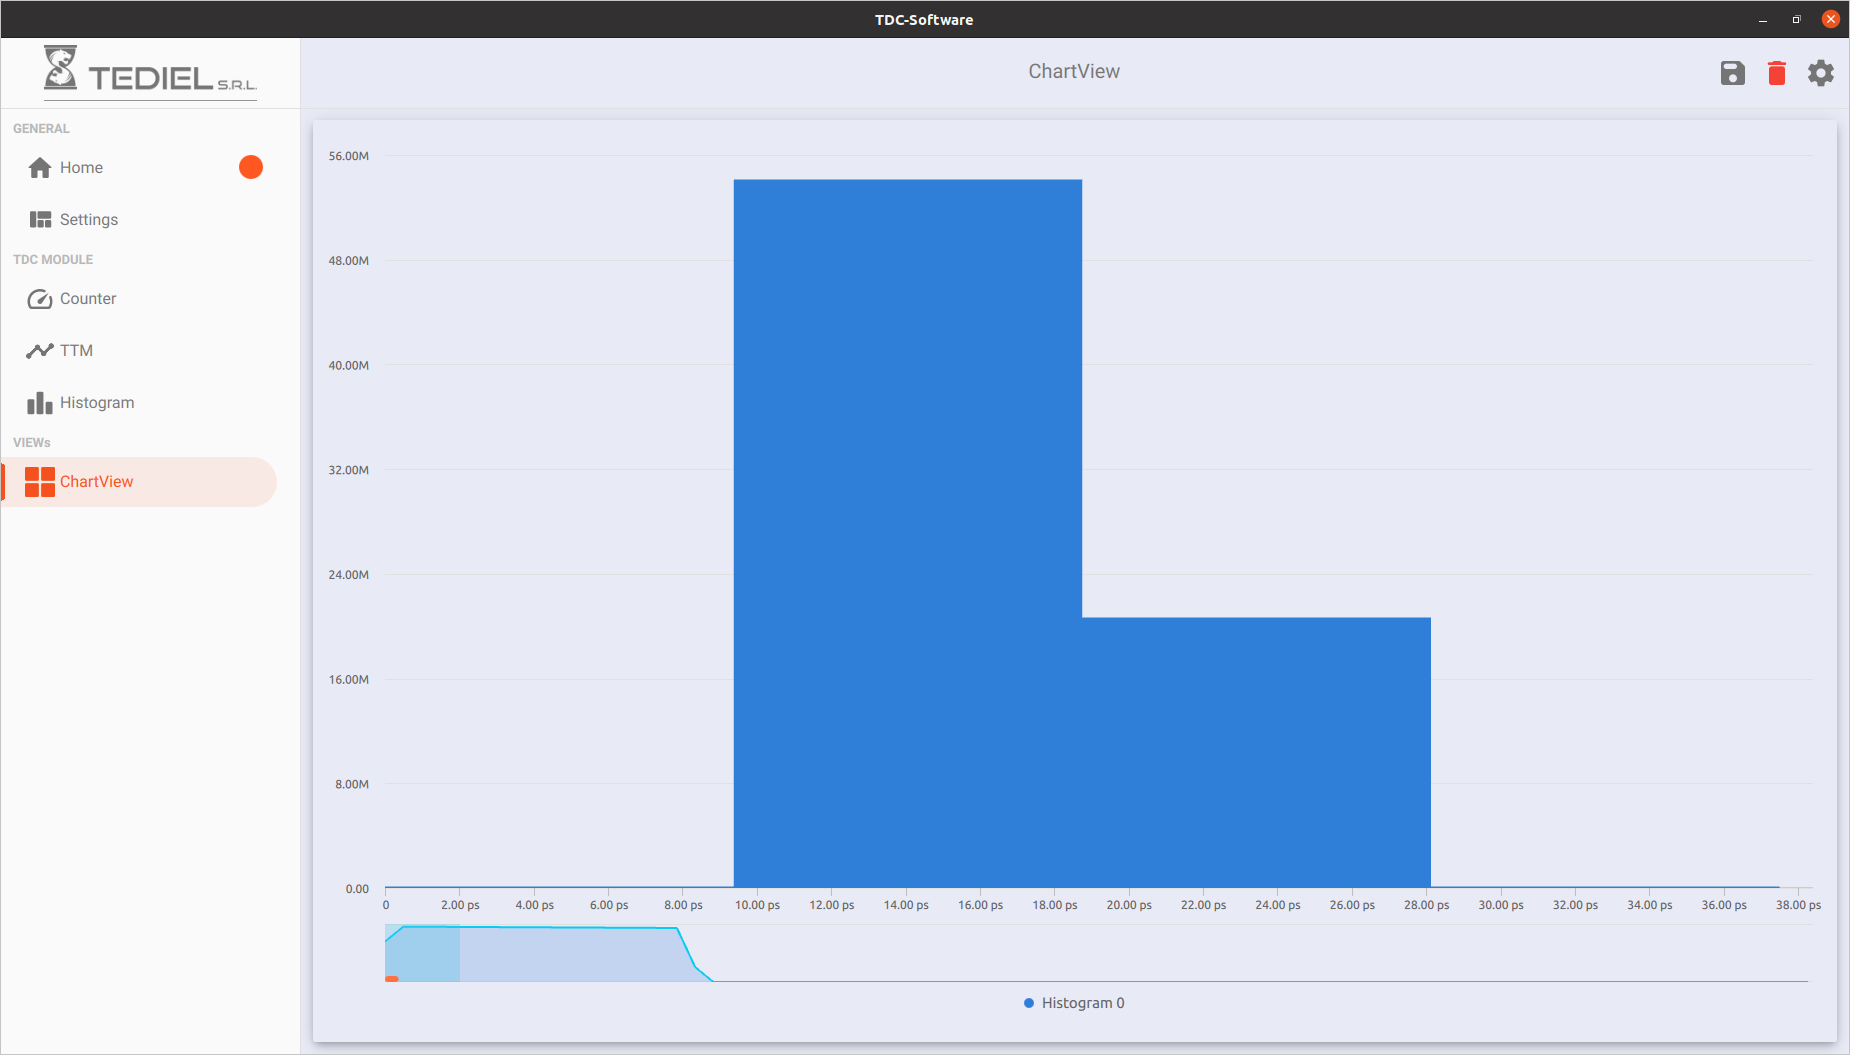 TDC-Software
TEDIEL S.R.L.
ChartView
GENERAL
Home
Settings
TDC MODULE
Counter
TTM
Histogram
VIEWs
ChartView
56.00M
48.00M
40.00M
32.00M
24.00M
16.00M
8.00M
0.00
0 2.00 ps 4.00 ps 6.00 ps 8.00 ps 10.00 ps 12.00 ps 14.00 ps 16.00 ps 18.00 ps 20.00 ps 22.00 ps 24.00 ps 26.00 ps 28.00 ps 30.00 ps 32.00 ps 34.00 ps 36.00 ps 38.00 ps
Histogram 0